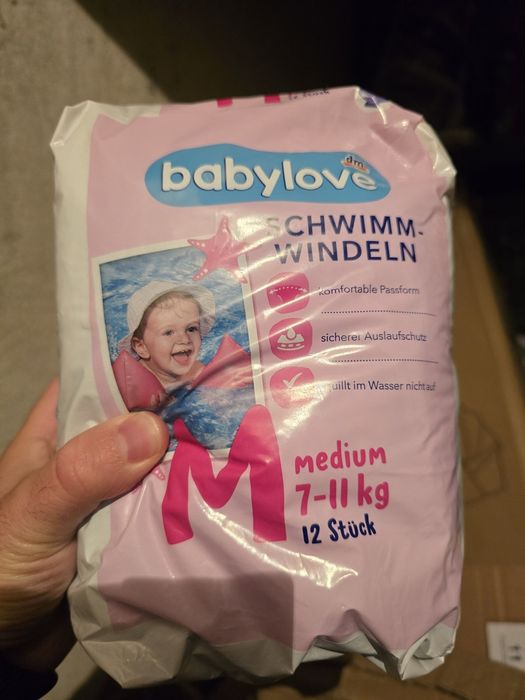 dm
babylove
SCHWIMM-
WINDELN
komfortable Passform
sicherer Auslaufschutz
quillt im Wasser nicht auf
M
medium
7-11 kg
12 Stück